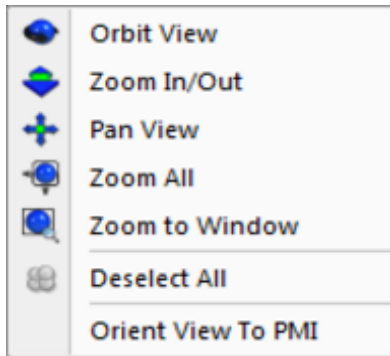 Orbit View
Zoom In/Out
Pan View
Zoom All
Zoom to Window
Deselect All
Orient View To PMI